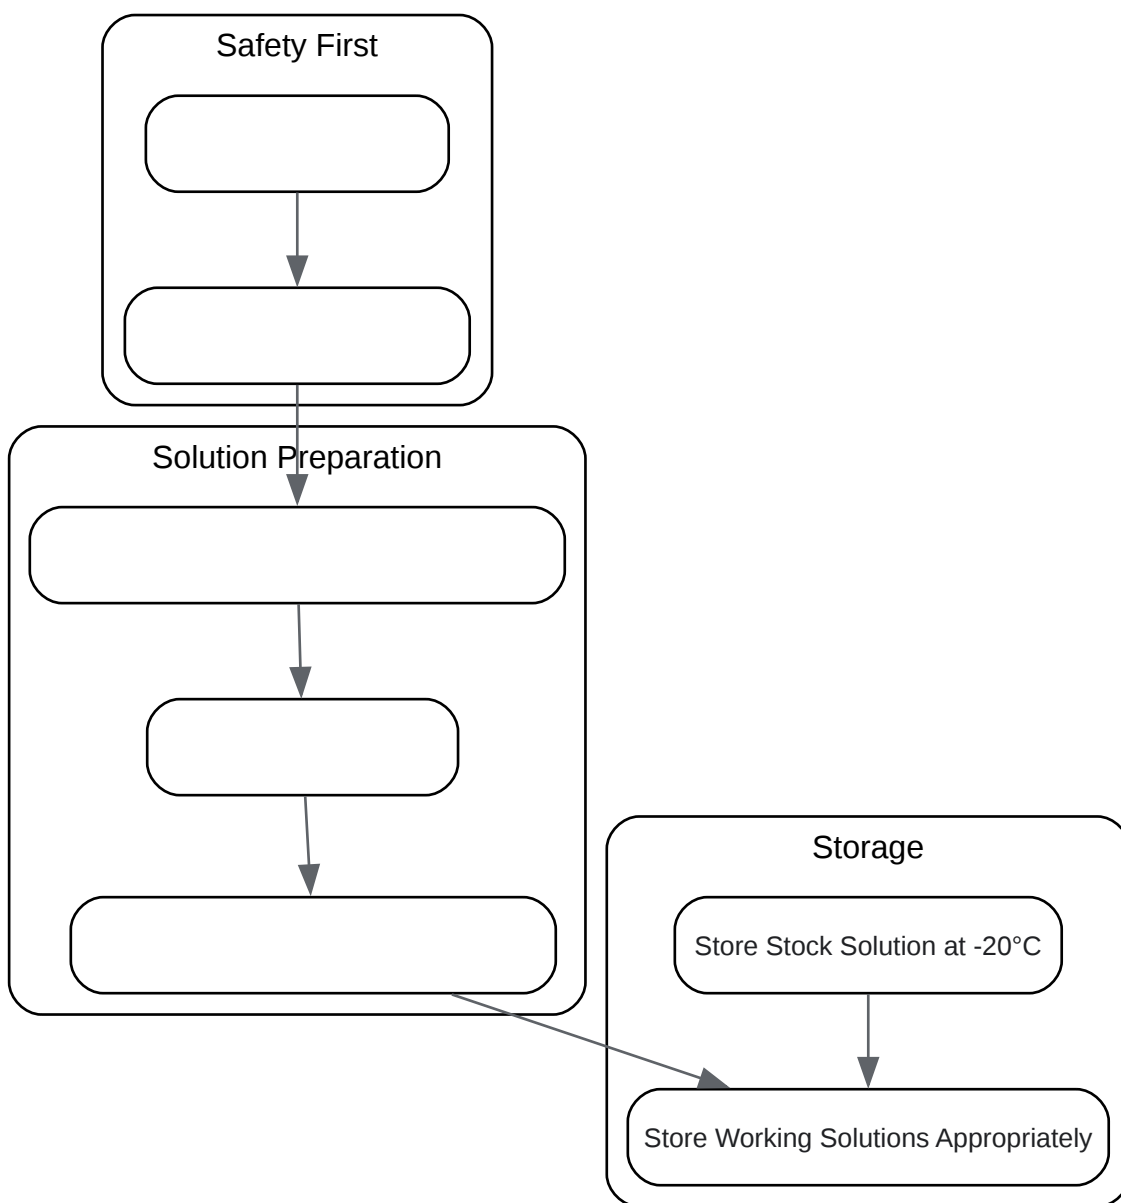 Safety First
Solution Preparation
Storage
Store Stock Solution at -20°C
Store Working Solutions Appropriately